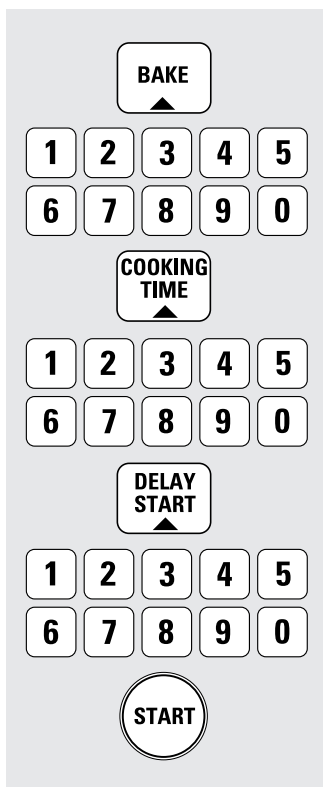 BAKE
1 2 3 4 5
6 7 8 9 0
COOKING
TIME
1 2 3 4 5
6 7 8 9 0
DELAY
START
1 2 3 4 5
6 7 8 9 0
START